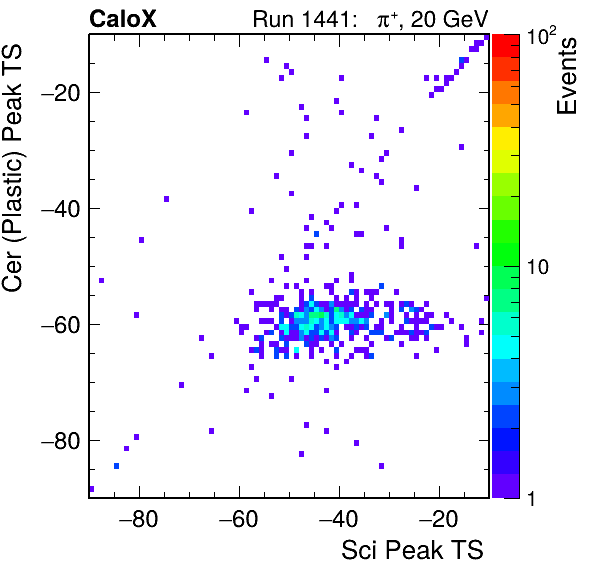 CaloX Run 1441: π⁺, 20 GeV
Cer (Plastic) Peak TS
−20
−40
−60
−80
−80 −60 −40 −20
Sci Peak TS
10²
10
1
Events